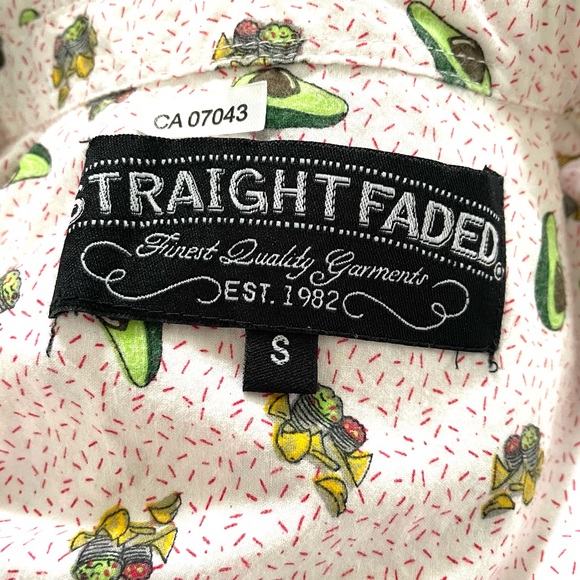 CA 07043
STRAIGHT FADED
Finest Quality Garments
EST. 1982
S